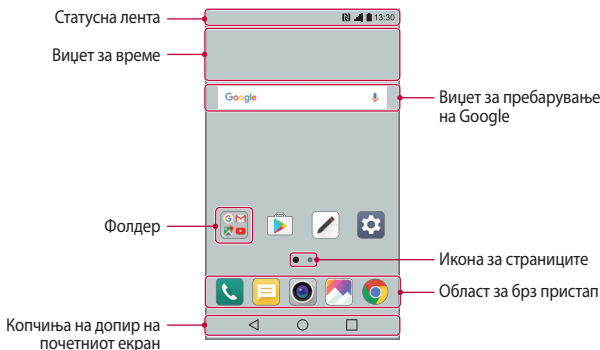 Статусна лента
13:30
Виџет за време
Google
Виџет за пребарување
на Google
Фолдер
Икона за страниците
Област за брз пристап
Копчиња на допир на
почетниот екран